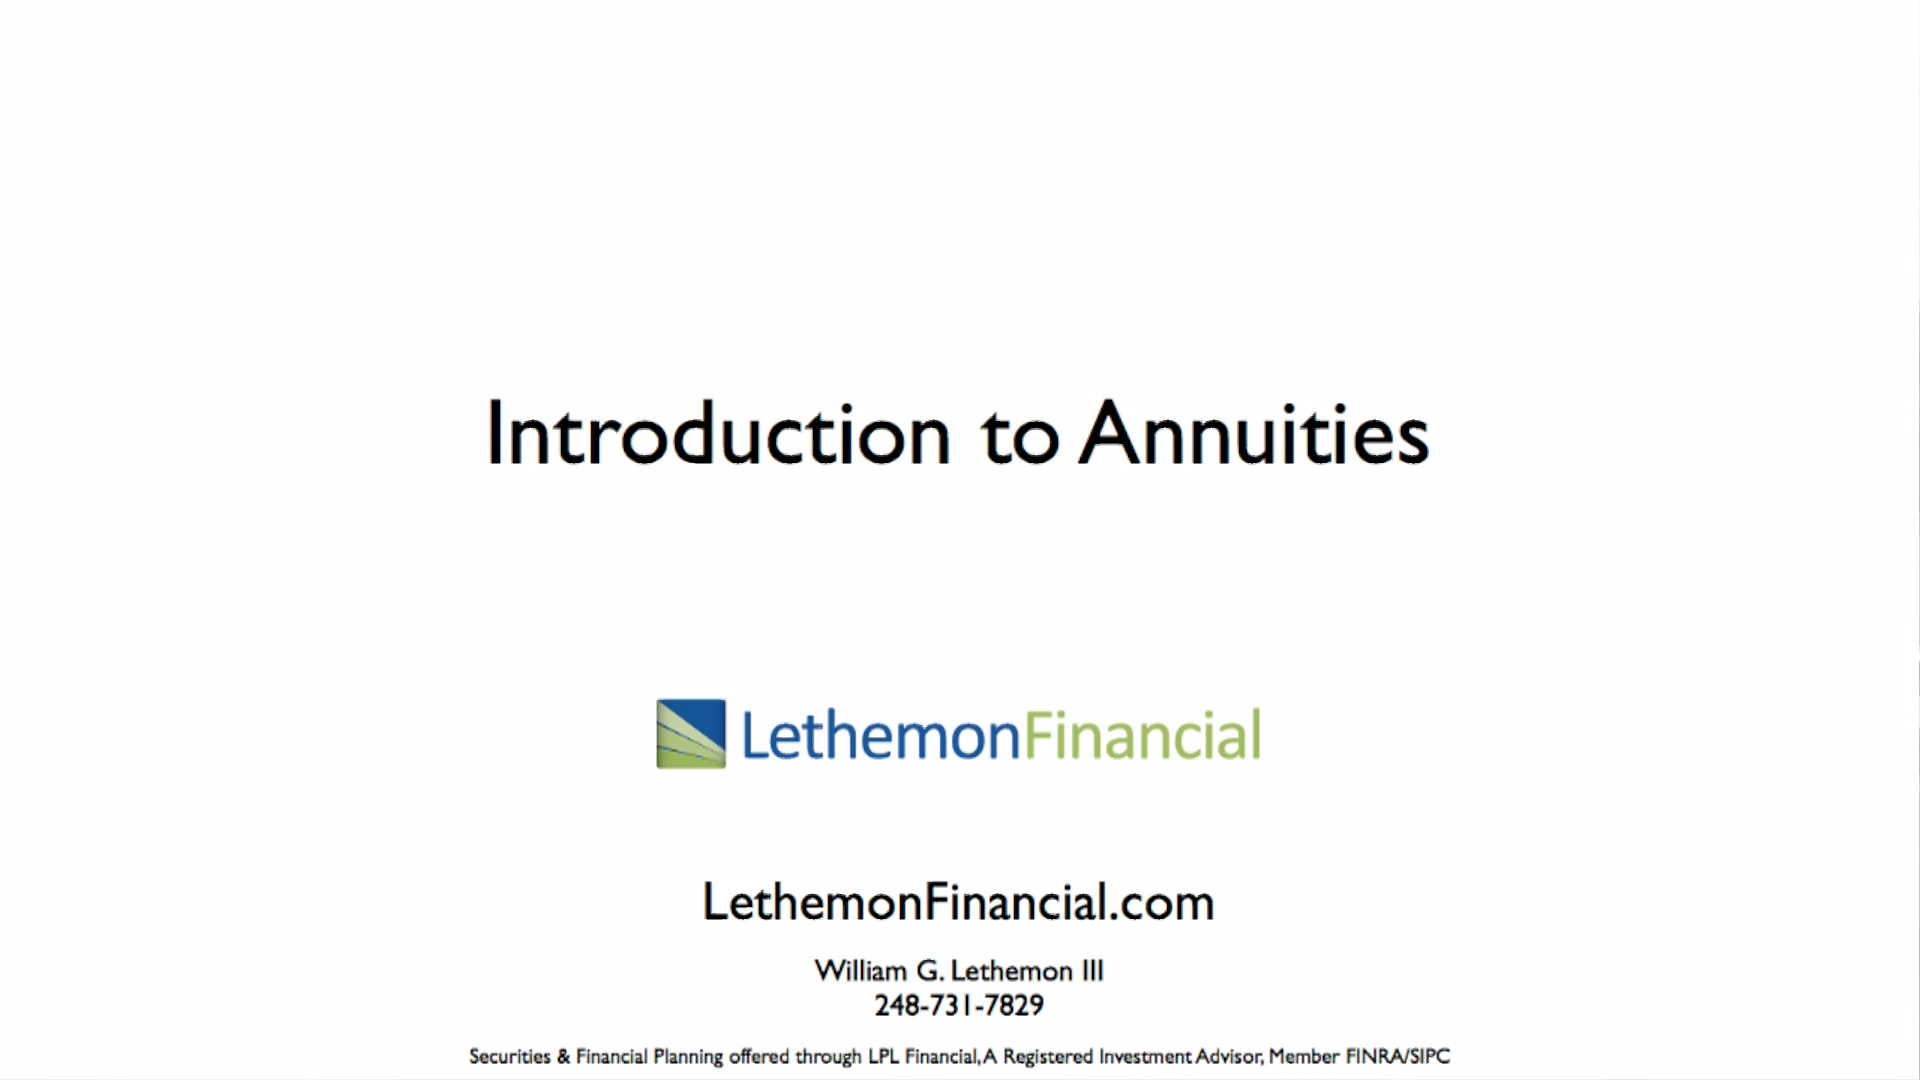 Introduction to Annuities
LethemonFinancial
LethemonFinancial.com
William G. Lethemon III
248-731-7829
Securities & Financial Planning offered through LPL Financial, A Registered Investment Advisor, Member FINRA/SIPC